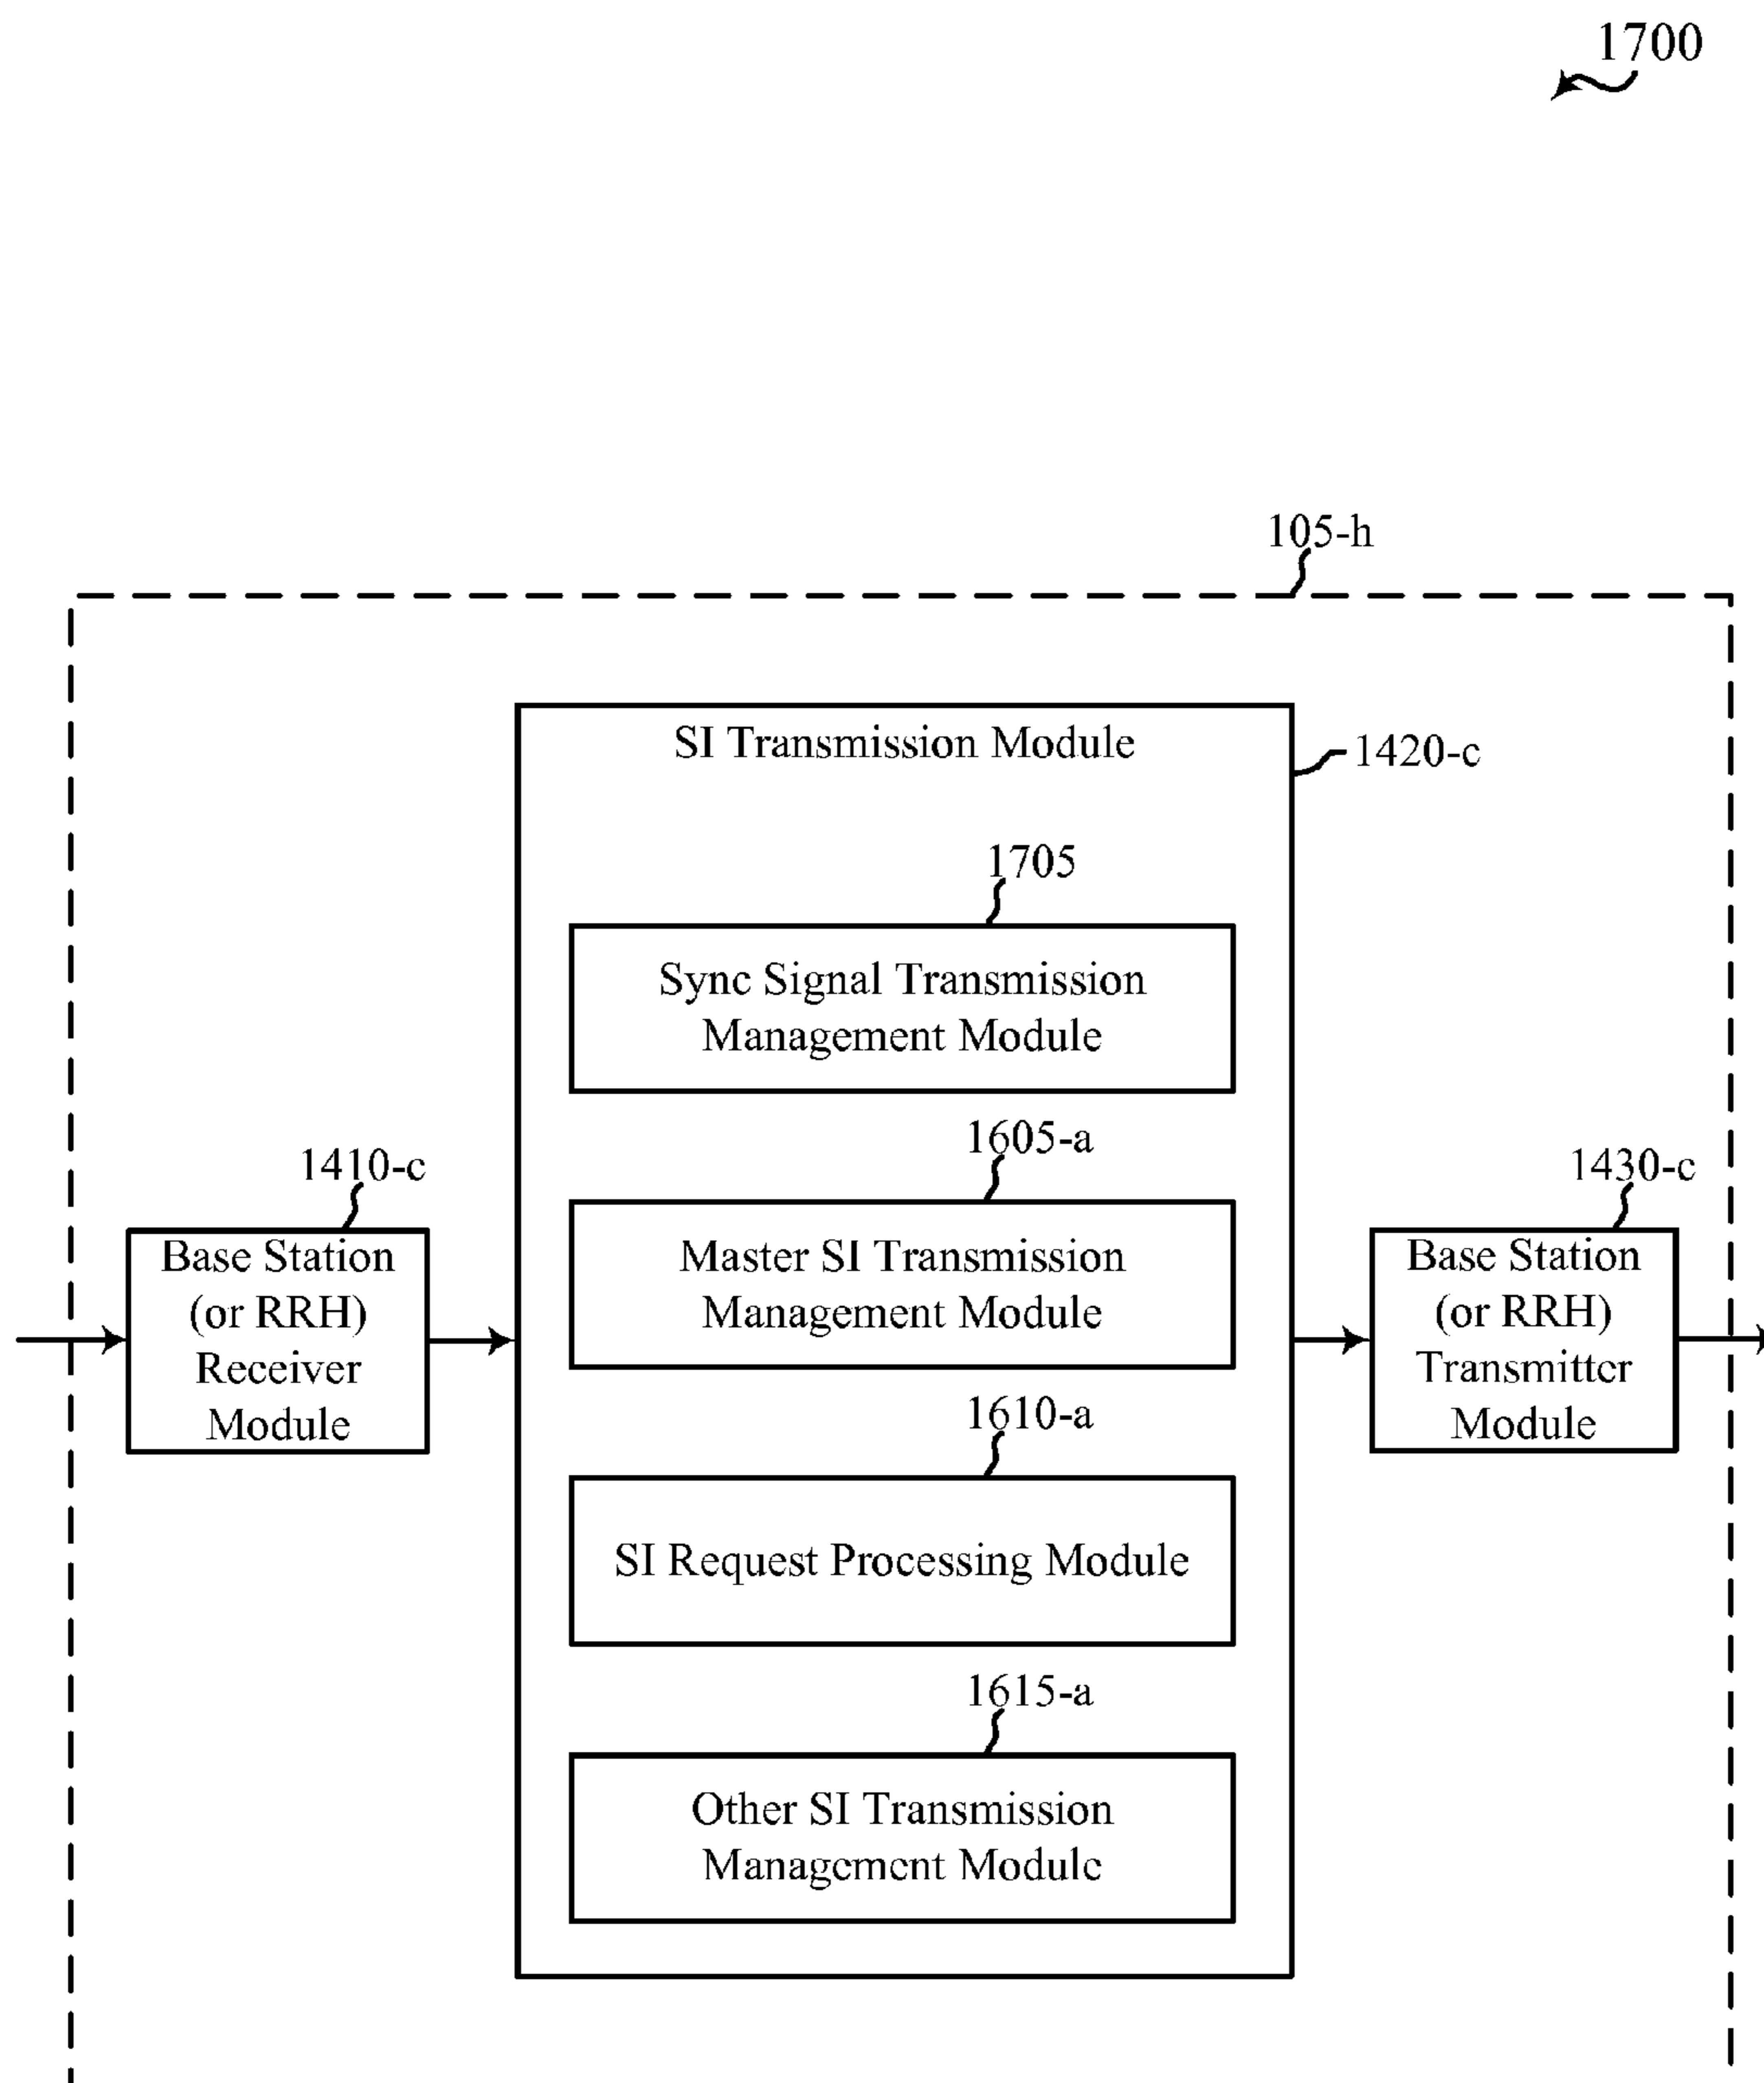 1700
105-h
SI Transmission Module
1420-c
1705
Sync Signal Transmission
Management Module
1605-a
Master SI Transmission
Management Module
1410-c
Base Station
(or RRH)
Receiver
Module
1430-c
Base Station
(or RRH)
Transmitter
Module
1610-a
SI Request Processing Module
1615-a
Other SI Transmission
Management Module